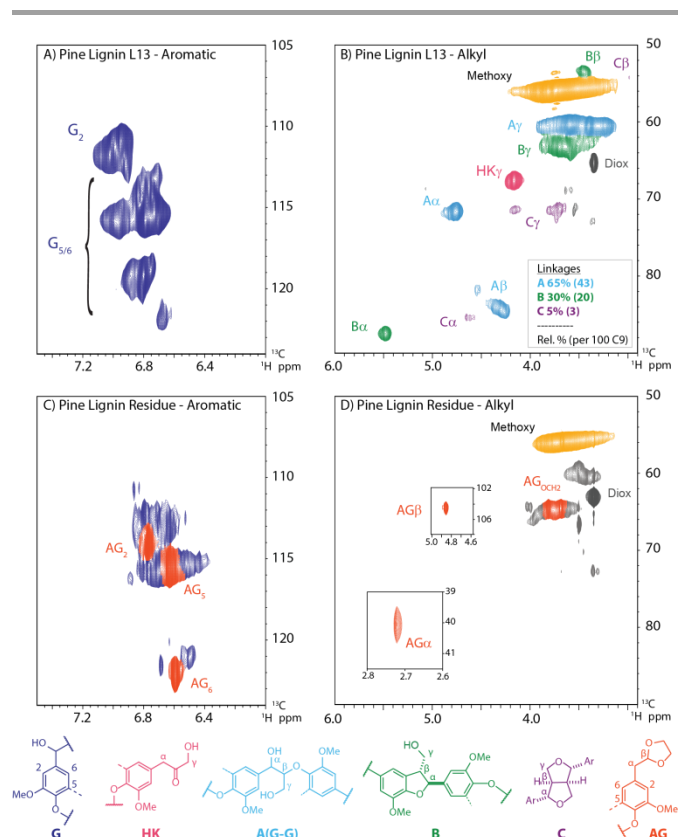 A) Pine Lignin L13 - Aromatic
105
G2
110
G5/6
115
120
13C
7.2
6.8
6.4
1H ppm
B) Pine Lignin L13 - Alkyl
50
Bβ
Cβ
Methoxy
Aγ
60
Bγ
Diox
HKγ
70
Aα
Cγ
Linkages
A 65% (43)
B 30% (20)
C 5% (3)
----------
Rel. % (per 100 C9)
80
Aβ
Cα
Bα
13C
6.0
5.0
4.0
1H ppm
C) Pine Lignin Residue - Aromatic
105
110
AG2
115
AG5
120
AG6
13C
7.2
6.8
6.4
1H ppm
D) Pine Lignin Residue - Alkyl
50
Methoxy
60
AGOCH2
Diox
102
AGβ
106
5.0 4.8 4.6
70
39
40
AGα
41
2.8 2.7 2.6
80
13C
6.0
5.0
4.0
1H ppm
HO
2
6
5
MeO
O
G
OH
α
γ
O
O
OMe
HK
OH
OMe
α
β
O
HO
γ
O
OMe
A(G-G)
HO
γ
OMe
β
α
O
O
MeO
B
γ
O
Ar
β
H
H
α
Ar
O
C
O
β
O
α
6
2
5
OMe
O
AG